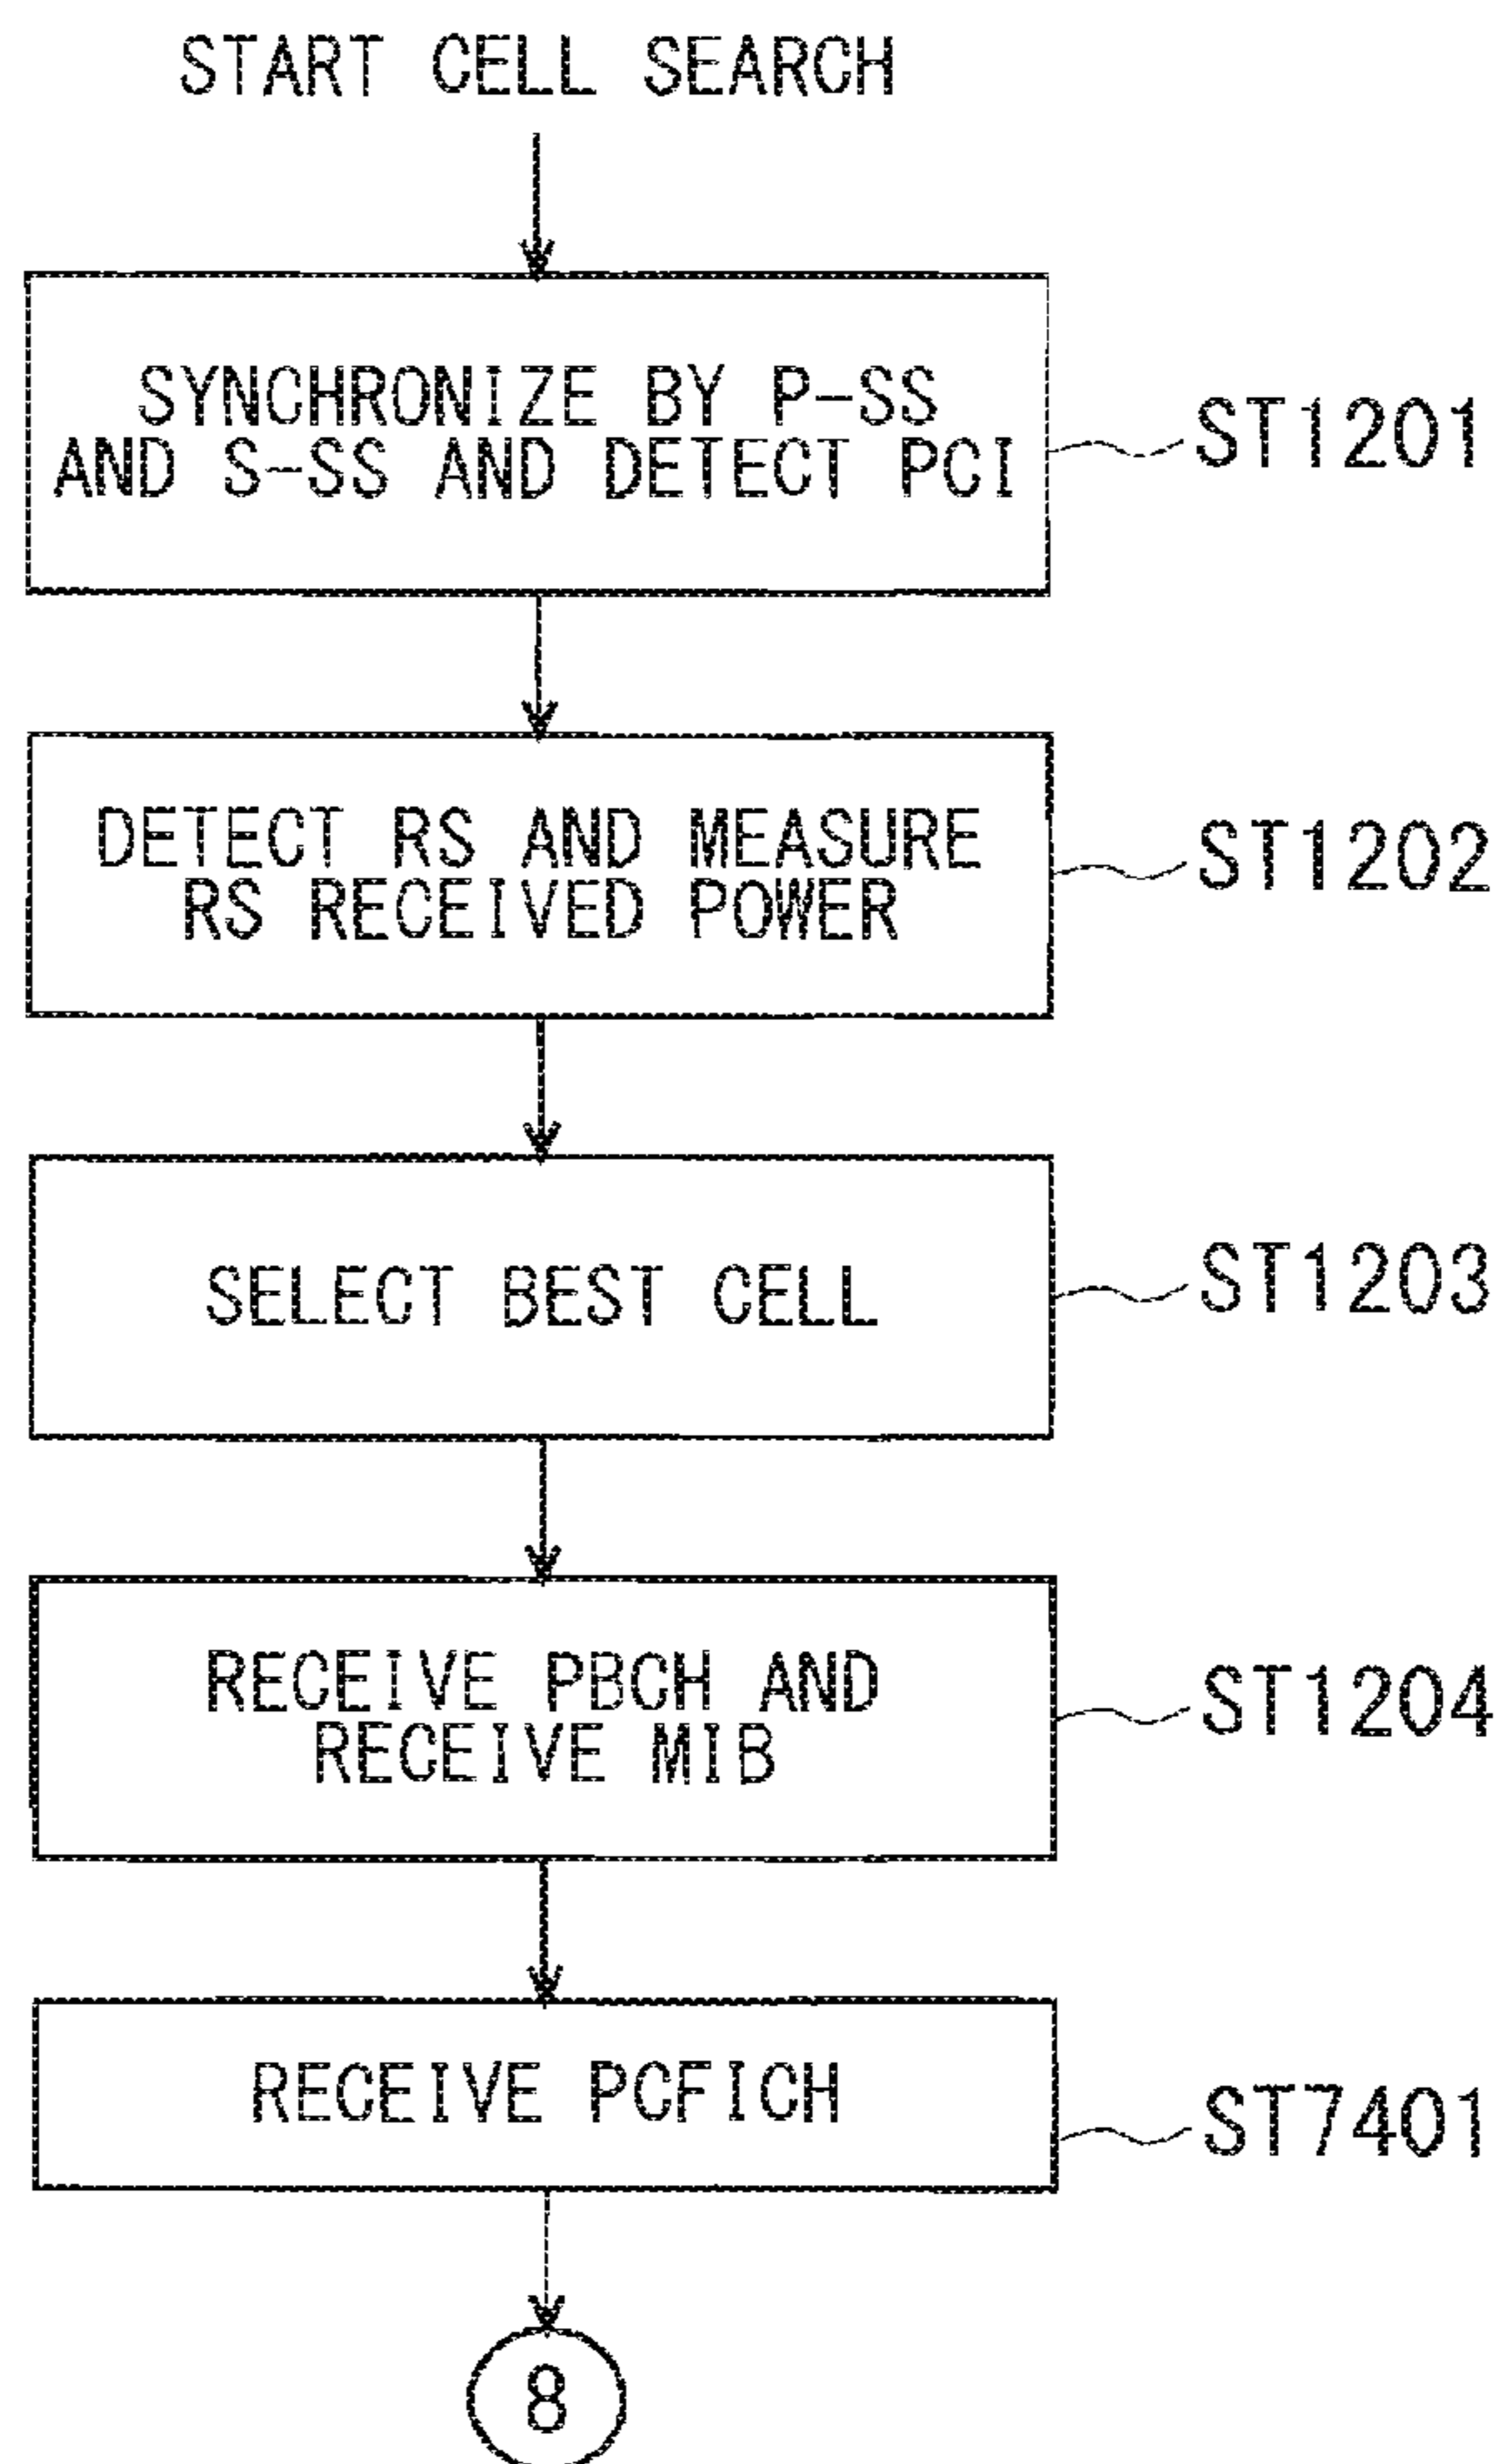 START CELL SEARCH
SYNCHRONIZE BY P-SS
AND S-SS AND DETECT PCI
ST1201
DETECT RS AND MEASURE
RS RECEIVED POWER
ST1202
SELECT BEST CELL
ST1203
RECEIVE PBCH AND
RECEIVE MIB
ST1204
RECEIVE PCFICH
ST7401
8